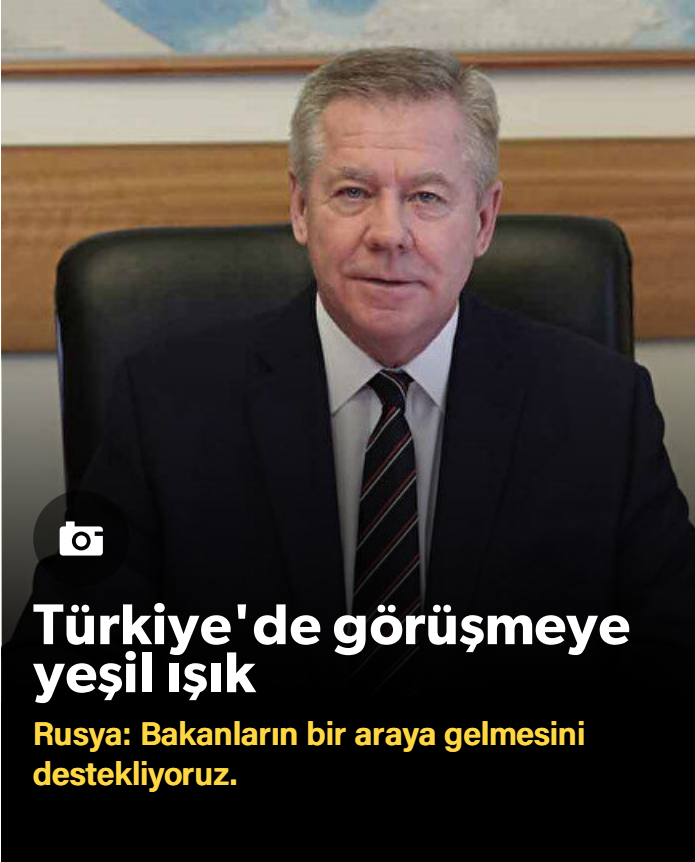 Türkiye'de görüşmeye
yeşil ışık
Rusya: Bakanların bir araya gelmesini
destekliyoruz.